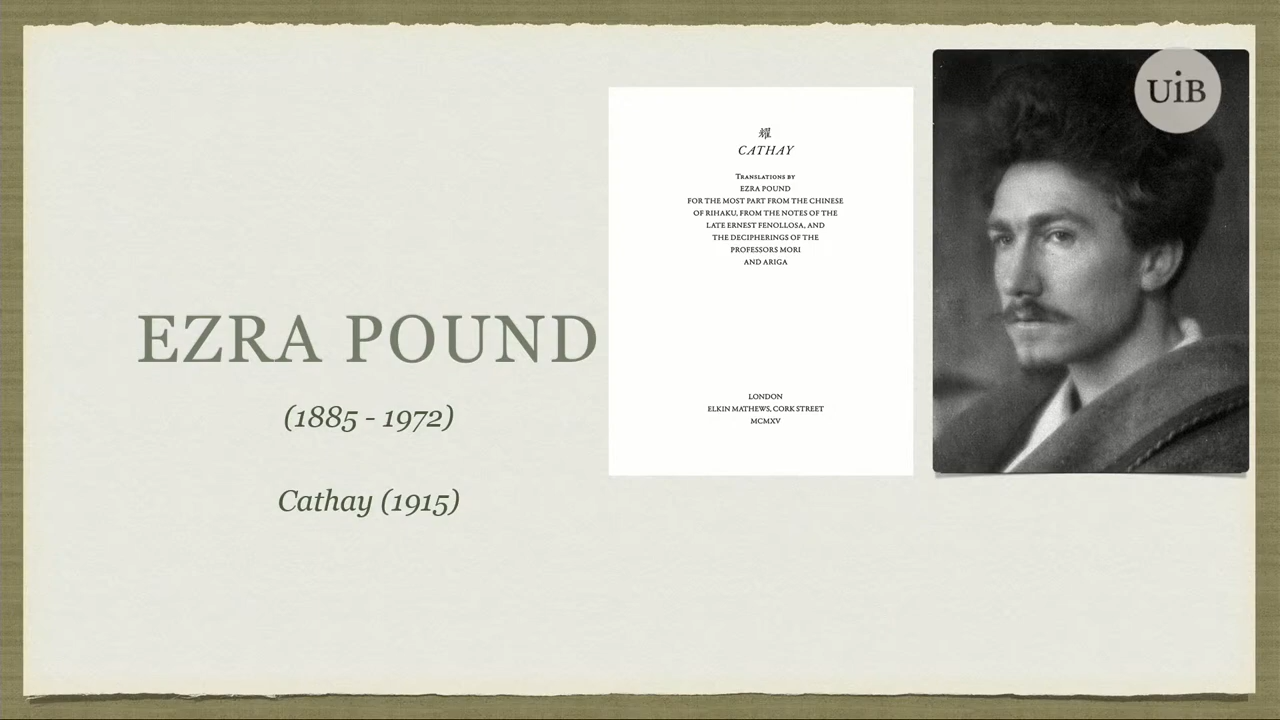 EZRA POUND
(1885 - 1972)
Cathay (1915)
耀
CATHAY
Translations by
EZRA POUND
FOR THE MOST PART FROM THE CHINESE
OF RIHAKU, FROM THE NOTES OF THE
LATE ERNEST FENOLLOSA, AND
THE DECIPHERINGS OF THE
PROFESSORS MORI
AND ARIGA
LONDON
ELKIN MATHEWS, CORK STREET
MCMXV
UiB